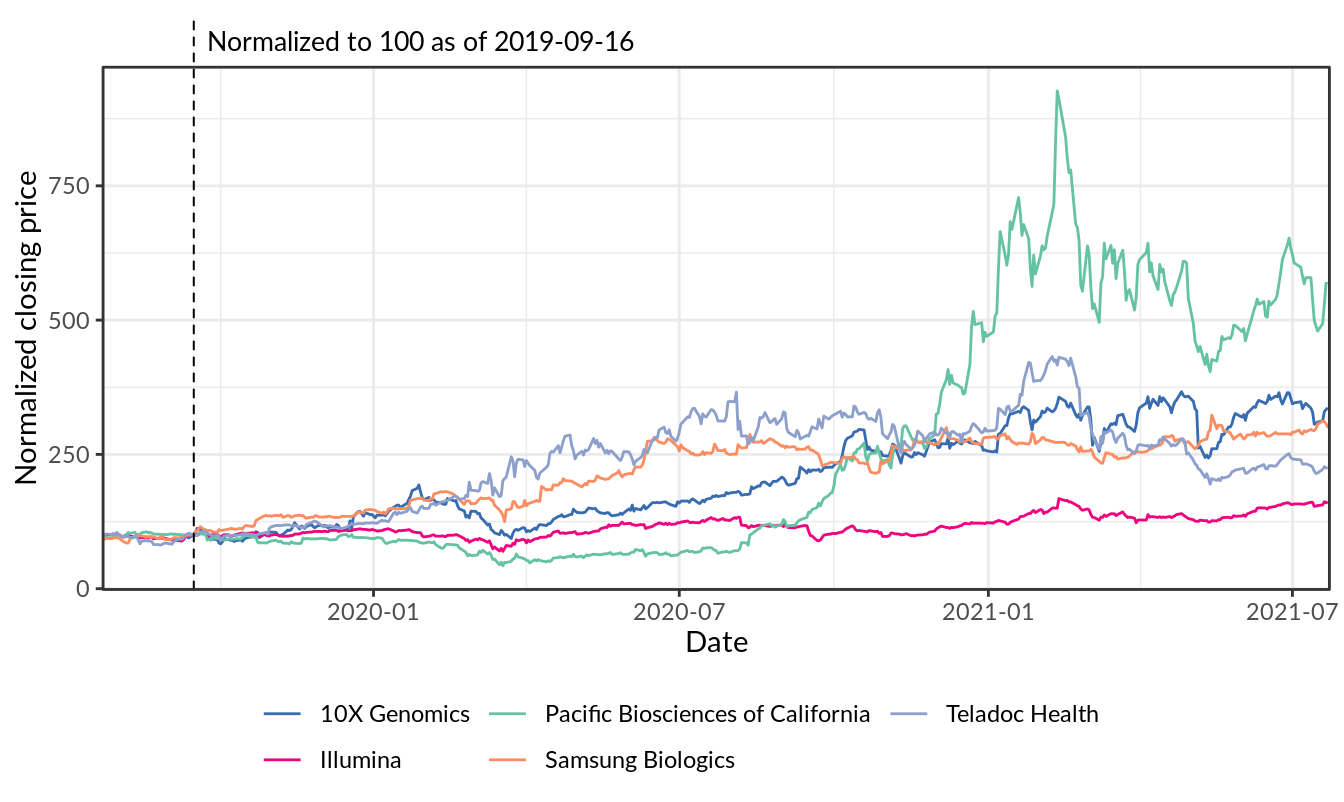 Normalized to 100 as of 2019-09-16
Normalized closing price
750
500
250
0
2020-01
2020-07
2021-01
2021-07
Date
10X Genomics
Pacific Biosciences of California
Teladoc Health
Illumina
Samsung Biologics